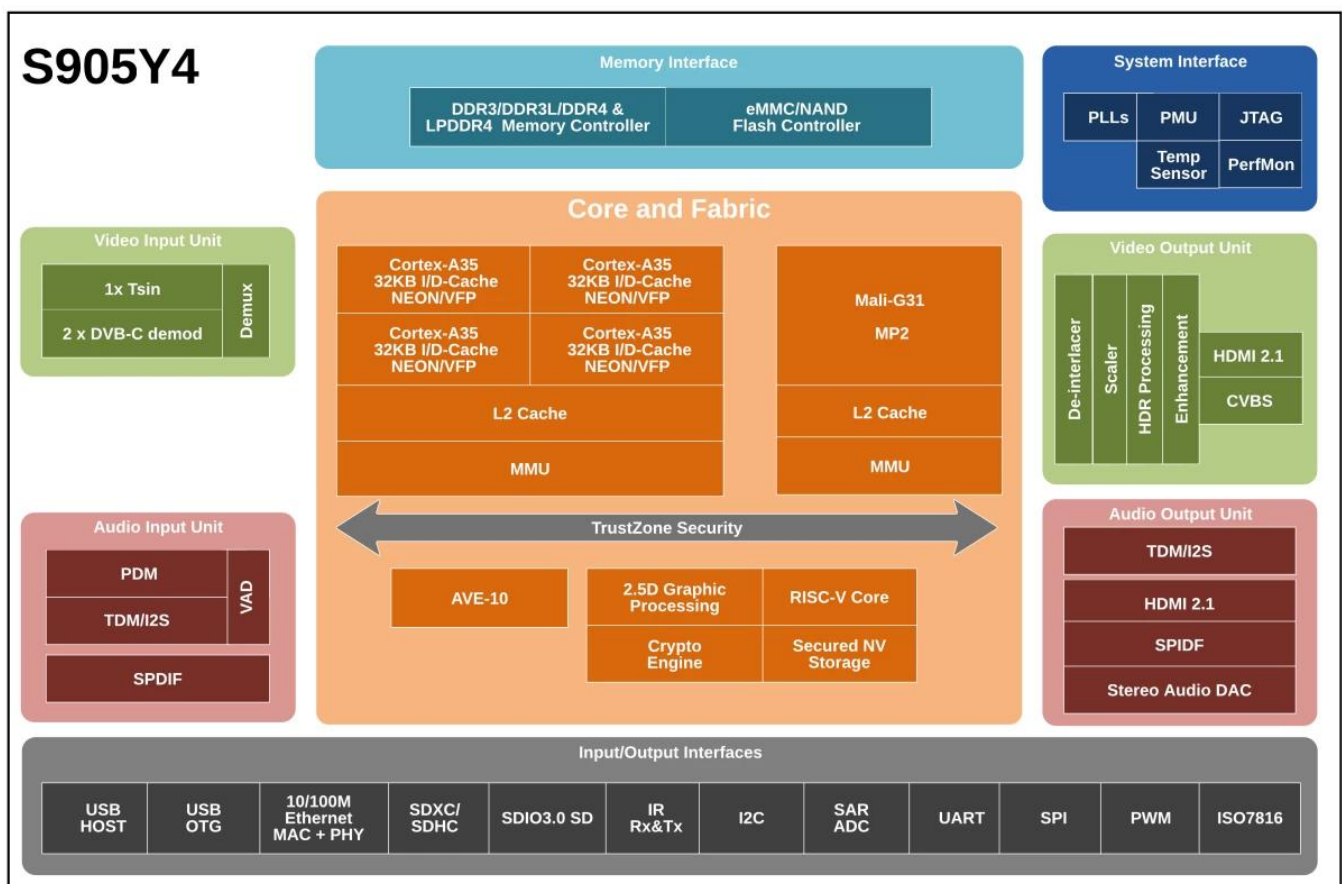 S905Y4
Memory Interface
DDR3/DDR3L/DDR4 &
LPDDR4 Memory Controller
eMMC/NAND
Flash Controller
System Interface
PLLs
PMU
JTAG
Temp
Sensor
PerfMon
Video Input Unit
1x Tsin
2 x DVB-C demod
Demux
Core and Fabric
Cortex-A35
32KB I/D-Cache
NEON/VFP
Cortex-A35
32KB I/D-Cache
NEON/VFP
Cortex-A35
32KB I/D-Cache
NEON/VFP
Cortex-A35
32KB I/D-Cache
NEON/VFP
L2 Cache
MMU
Mali-G31
MP2
L2 Cache
MMU
TrustZone Security
AVE-10
2.5D Graphic
Processing
RISC-V Core
Crypto
Engine
Secured NV
Storage
Video Output Unit
De-interlacer
Scaler
HDR Processing
Enhancement
HDMI 2.1
CVBS
Audio Input Unit
PDM
TDM/I2S
VAD
SPDIF
Audio Output Unit
TDM/I2S
HDMI 2.1
SPIDF
Stereo Audio DAC
Input/Output Interfaces
USB
HOST
USB
OTG
10/100M
Ethernet
MAC + PHY
SDXC/
SDHC
SDIO3.0 SD
IR
Rx&Tx
I2C
SAR
ADC
UART
SPI
PWM
ISO7816